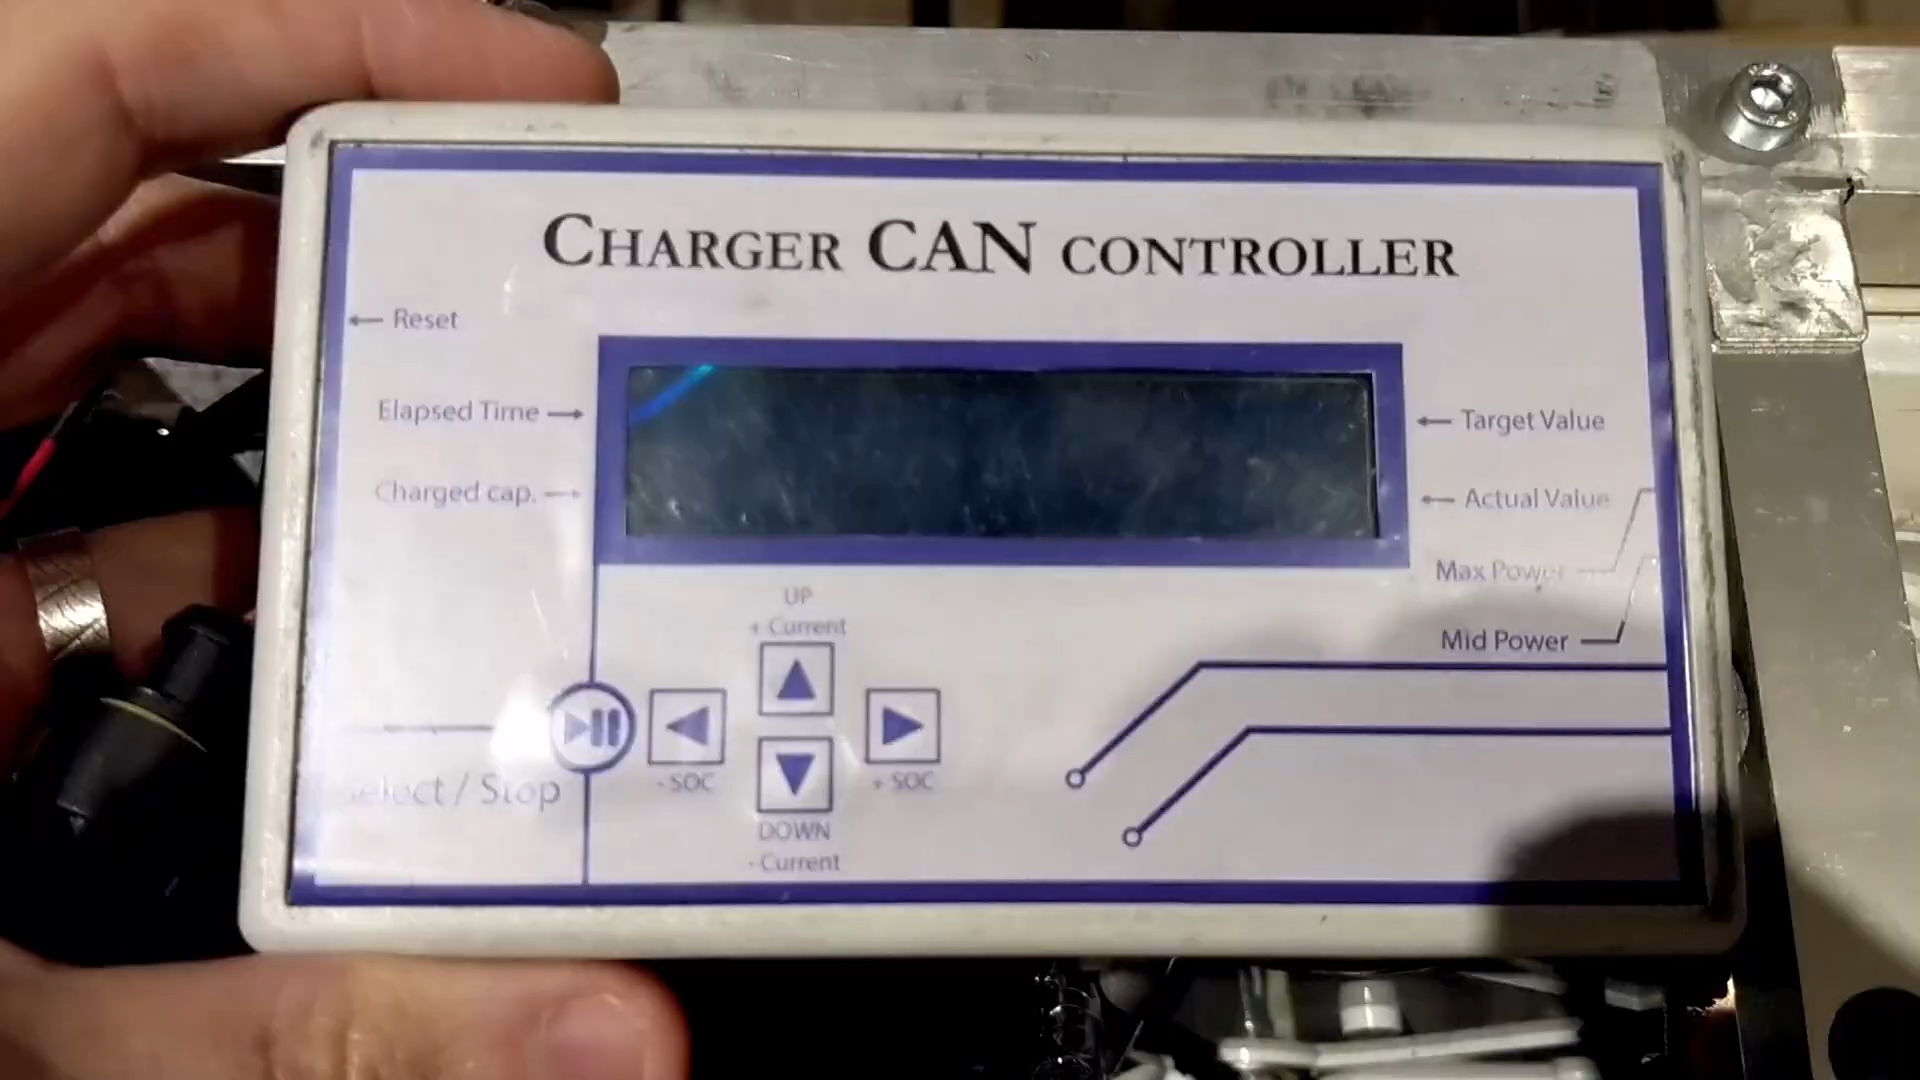 CHARGER CAN CONTROLLER
Reset
Elapsed Time
Charged cap.
Target Value
Actual Value
Max Power
Mid Power
UP
+ Current
- SOC
+ SOC
DOWN
- Current
Select / Stop